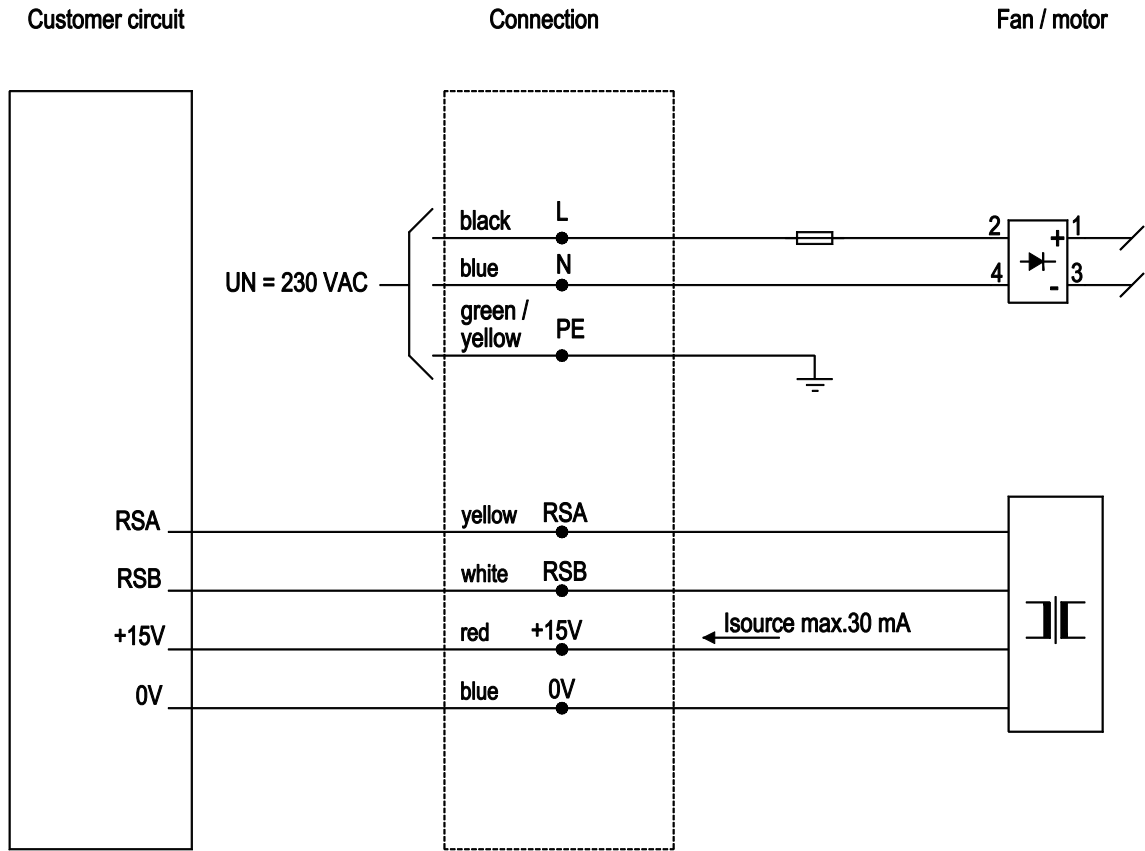 Customer circuit Connection Fan / motor
black L
2 + 1
blue N
UN = 230 VAC
4 - 3
green /
yellow PE
RSA yellow RSA
RSB white RSB
+15V red +15V Isource max.30 mA
0V blue 0V